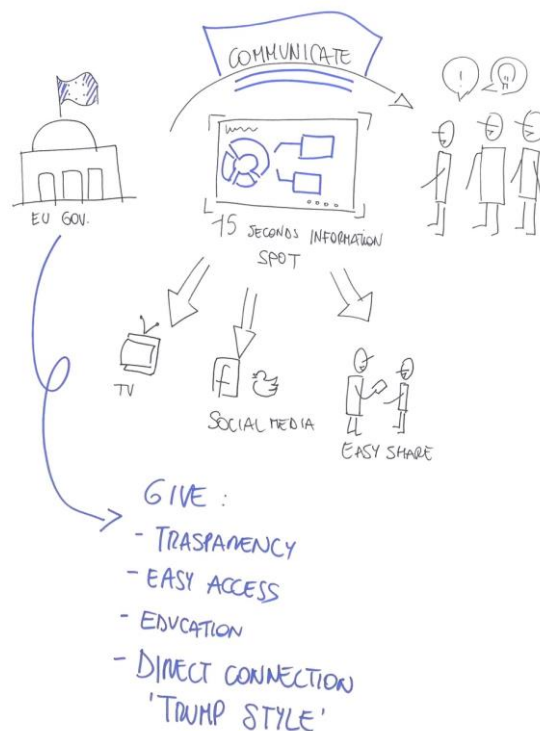 COMMUNICATE
!
EU GOV.
15 SECONDS INFORMATION
SPOT
TV
f
SOCIAL MEDIA
EASY SHARE
GIVE :
- TRASPARENCY
- EASY ACCESS
- EDUCATION
- DIRECT CONNECTION
'TRUMP STYLE'